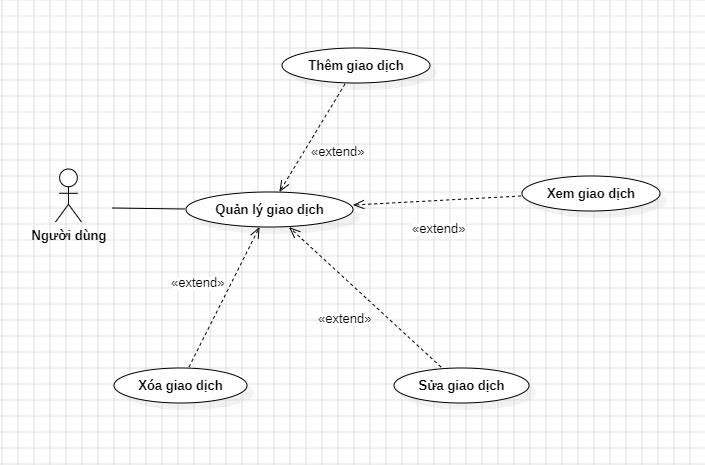 Thêm giao dịch
«extend»
Xem giao dịch
Quản lý giao dịch
«extend»
Người dùng
«extend»
«extend»
Xóa giao dịch
Sửa giao dịch